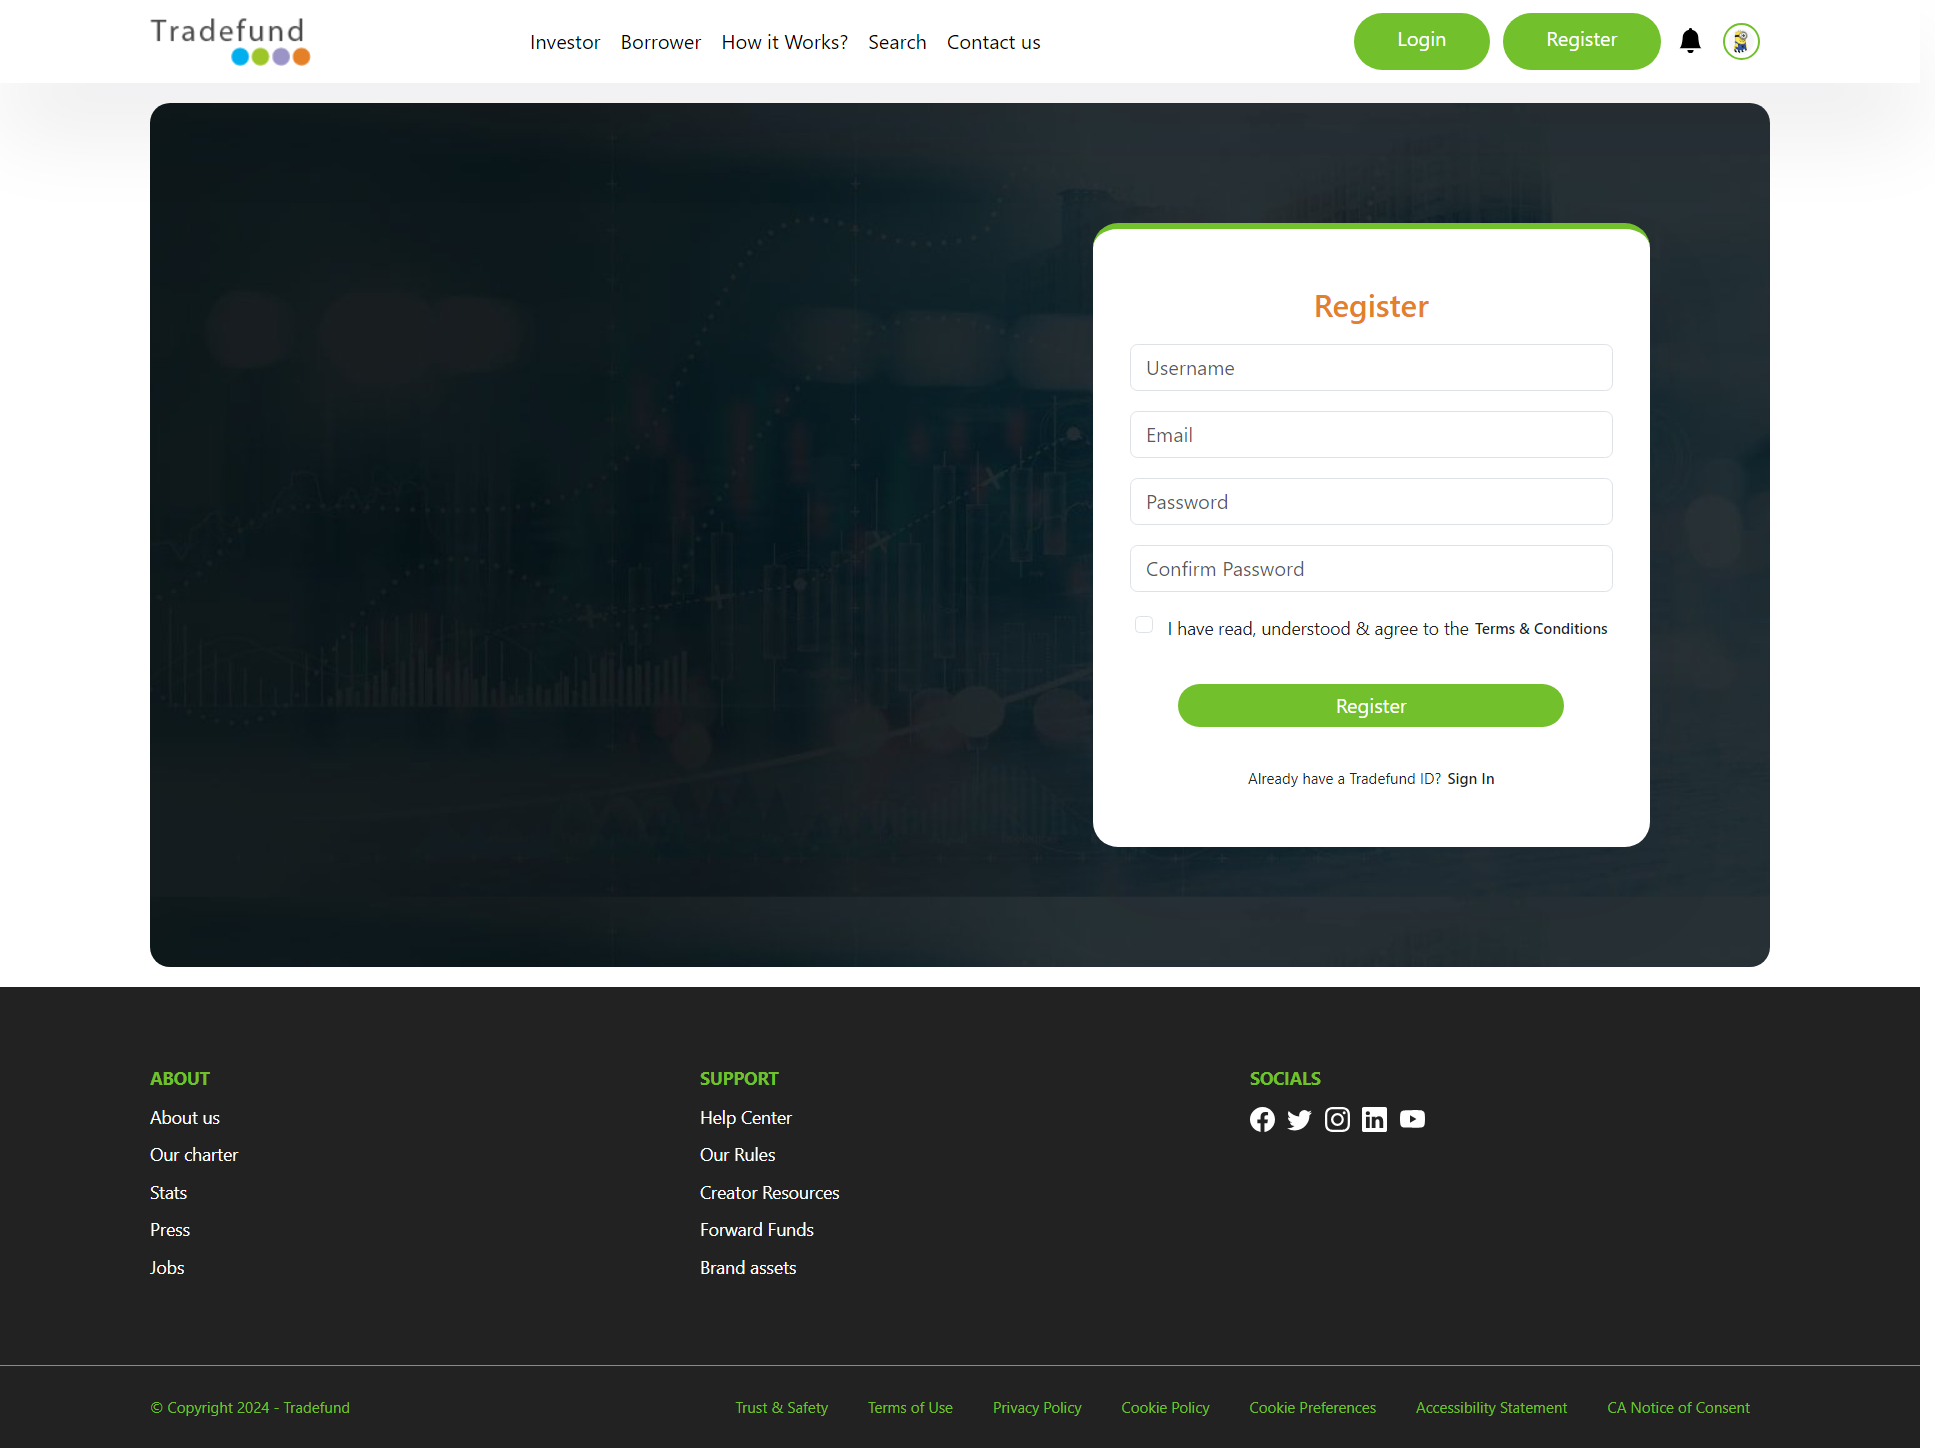 Tradefund
Investor Borrower How it Works? Search Contact us
Login Register
Register
Username
Email
Password
Confirm Password
I have read, understood & agree to the Terms & Conditions
Register
Already have a Tradefund ID? Sign In
ABOUT
About us
Our charter
Stats
Press
Jobs
SUPPORT
Help Center
Our Rules
Creator Resources
Forward Funds
Brand assets
SOCIALS
© Copyright 2024 - Tradefund
Trust & Safety Terms of Use Privacy Policy Cookie Policy Cookie Preferences Accessibility Statement CA Notice of Consent